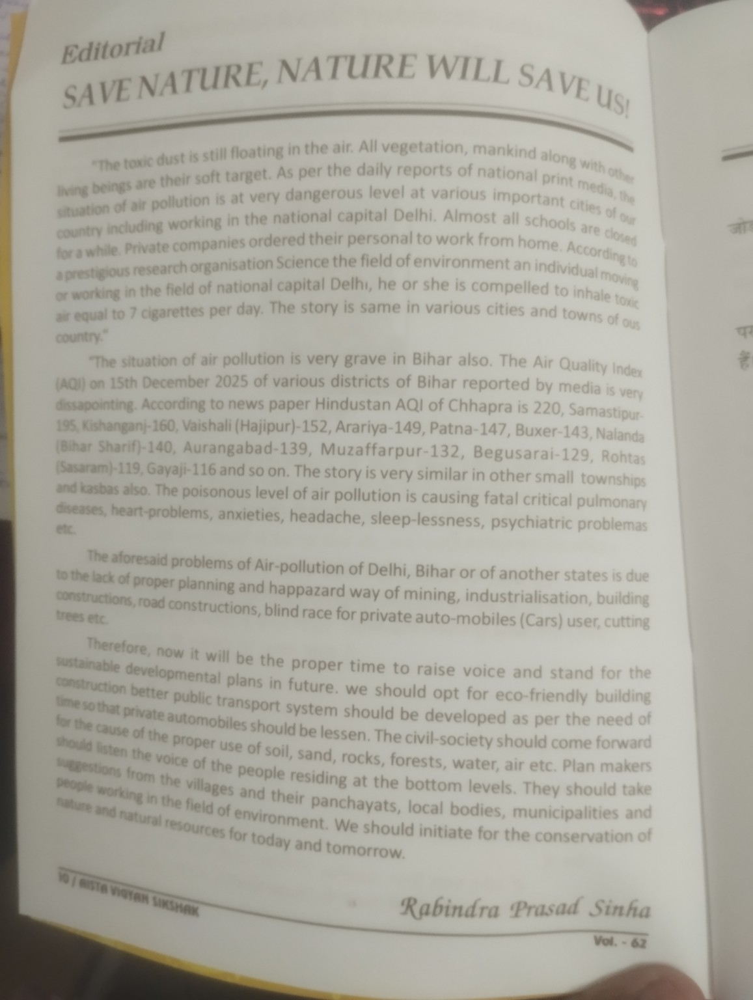 Editorial
SAVE NATURE, NATURE WILL SAVE US!
"The toxic dust is still floating in the air. All vegetation, mankind along with other
living beings are their soft target. As per the daily reports of national print media, the
situation of air pollution is at very dangerous level at various important cities of our
country including working in the national capital Delhi. Almost all schools are closed
for a while. Private companies ordered their personal to work from home. According to
a prestigious research organisation Science the field of environment an individual moving
or working in the field of national capital Delhi, he or she is compelled to inhale toxic
air equal to 7 cigarettes per day. The story is same in various cities and towns of ous
country."
"The situation of air pollution is very grave in Bihar also. The Air Quality Index
(AQI) on 15th December 2025 of various districts of Bihar reported by media is very
dissapointing. According to news paper Hindustan AQI of Chhapra is 220, Samastipur-
195, Kishanganj-160, Vaishali (Hajipur)-152, Arariya-149, Patna-147, Buxer-143, Nalanda
(Bihar Sharif)-140, Aurangabad-139, Muzaffarpur-132, Begusarai-129, Rohtas
(Sasaram)-119, Gayaji-116 and so on. The story is very similar in other small townships
and kasbas also. The poisonous level of air pollution is causing fatal critical pulmonary
diseases, heart-problems, anxieties, headache, sleep-lessness, psychiatric problemas
etc.
The aforesaid problems of Air-pollution of Delhi, Bihar or of another states is due
to the lack of proper planning and happazard way of mining, industrialisation, building
constructions, road constructions, blind race for private auto-mobiles (Cars) user, cutting
trees etc.
Therefore, now it will be the proper time to raise voice and stand for the
sustainable developmental plans in future. we should opt for eco-friendly building
construction better public transport system should be developed as per the need of
time so that private automobiles should be lessen. The civil-society should come forward
for the cause of the proper use of soil, sand, rocks, forests, water, air etc. Plan makers
should listen the voice of the people residing at the bottom levels. They should take
suggestions from the villages and their panchayats, local bodies, municipalities and
people working in the field of environment. We should initiate for the conservation of
nature and natural resources for today and tomorrow.
Rabindra Prasad Sinha
10 / AISTA VIGYAN SIKSHAK
Vol. - 62